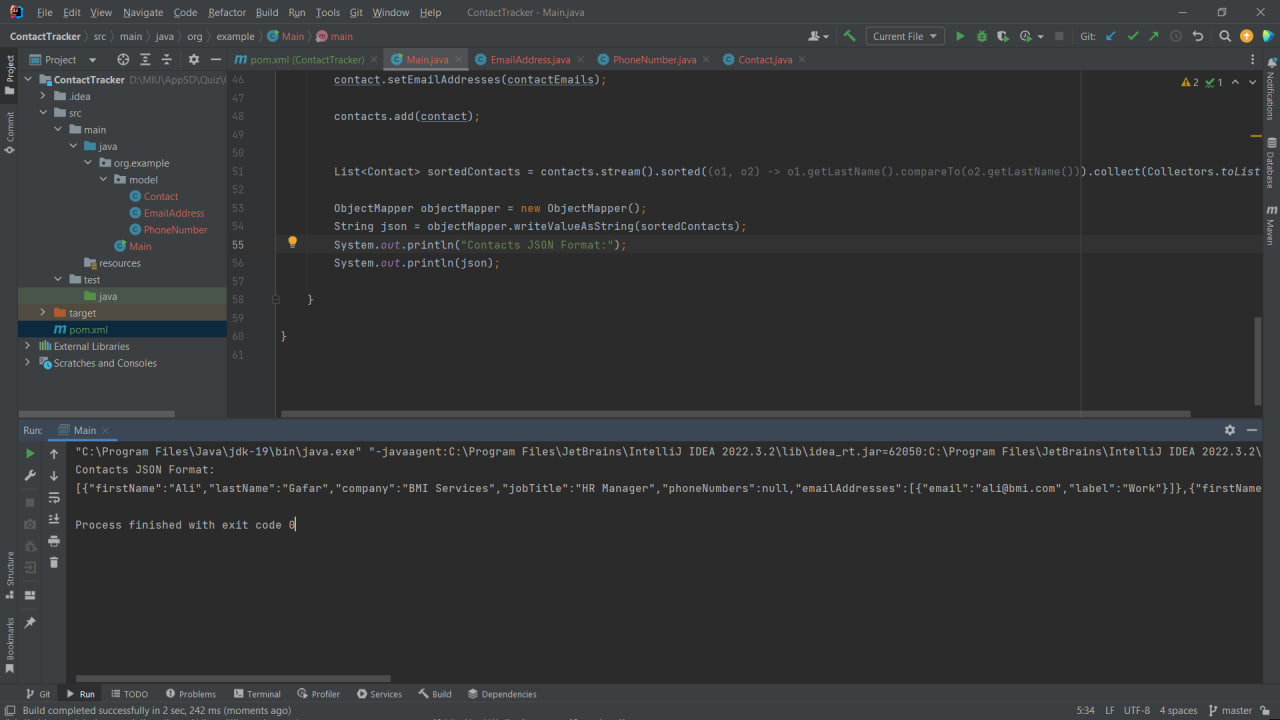 File Edit View Navigate Code Refactor Build Run Tools Git Window Help ContactTracker - Main.java
ContactTracker src main java org example Main main Current File Git:
Project pom.xml (ContactTracker) Main.java EmailAddress.java PhoneNumber.java Contact.java
Project
Commit
Structure
Bookmarks
ContactTracker D:\MIU\AppSD\Quiz\
.idea
src
main
java
org.example
model
Contact
EmailAddress
PhoneNumber
Main
resources
test
java
target
pom.xml
External Libraries
Scratches and Consoles
2 1
46 contact.setEmailAddresses(contactEmails);
47
48 contacts.add(contact);
49
50
51 List<Contact> sortedContacts = contacts.stream().sorted((o1, o2) -> o1.getLastName().compareTo(o2.getLastName())).collect(Collectors.toList
52
53 ObjectMapper objectMapper = new ObjectMapper();
54 String json = objectMapper.writeValueAsString(sortedContacts);
55 System.out.println("Contacts JSON Format:");
56 System.out.println(json);
57
58 }
59
60 }
61
Notifications
Database
Maven
Run: Main
"C:\Program Files\Java\jdk-19\bin\java.exe" "-javaagent:C:\Program Files\JetBrains\IntelliJ IDEA 2022.3.2\lib\idea_rt.jar=62050:C:\Program Files\JetBrains\IntelliJ IDEA 2022.3.2\
Contacts JSON Format:
[{"firstName":"Ali","lastName":"Gafar","company":"BMI Services","jobTitle":"HR Manager","phoneNumbers":null,"emailAddresses":[{"email":"ali@bmi.com","label":"Work"}]},{"firstName
Process finished with exit code 0
Git Run TODO Problems Terminal Profiler Services Build Dependencies
Build completed successfully in 2 sec, 242 ms (moments ago) 5:34 LF UTF-8 4 spaces master